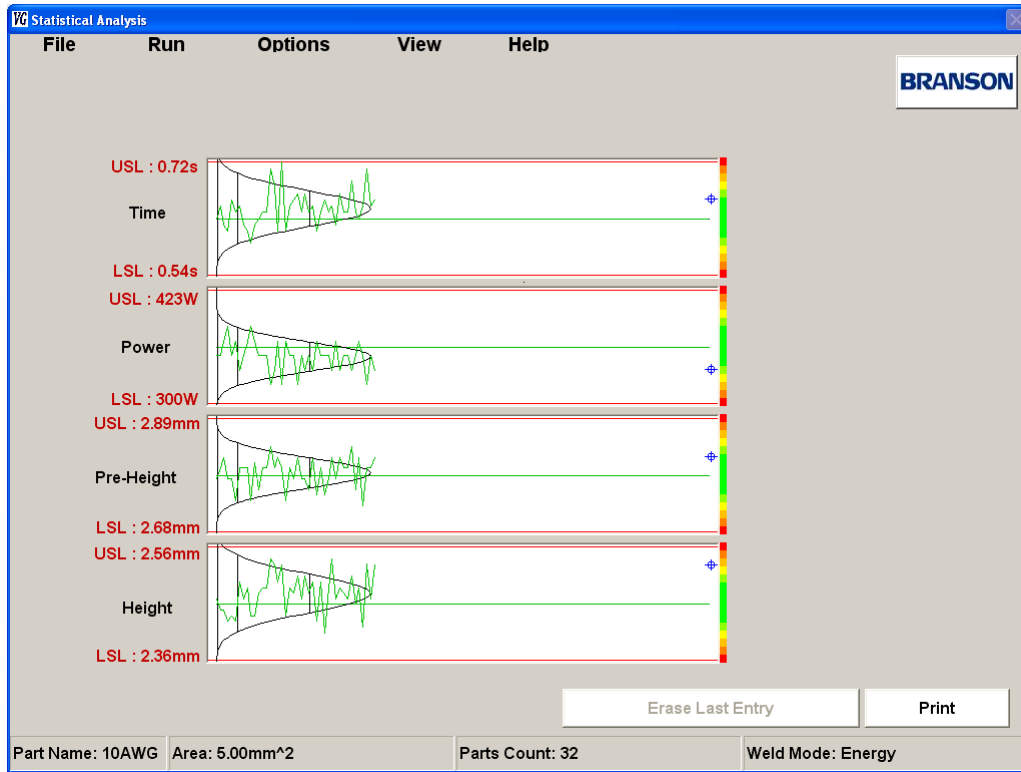 VG Statistical Analysis
File Run Options View Help
BRANSON
USL : 0.72s
Time
LSL : 0.54s
USL : 423W
Power
LSL : 300W
USL : 2.89mm
Pre-Height
LSL : 2.68mm
USL : 2.56mm
Height
LSL : 2.36mm
Erase Last Entry Print
Part Name: 10AWG Area: 5.00mm^2 Parts Count: 32 Weld Mode: Energy